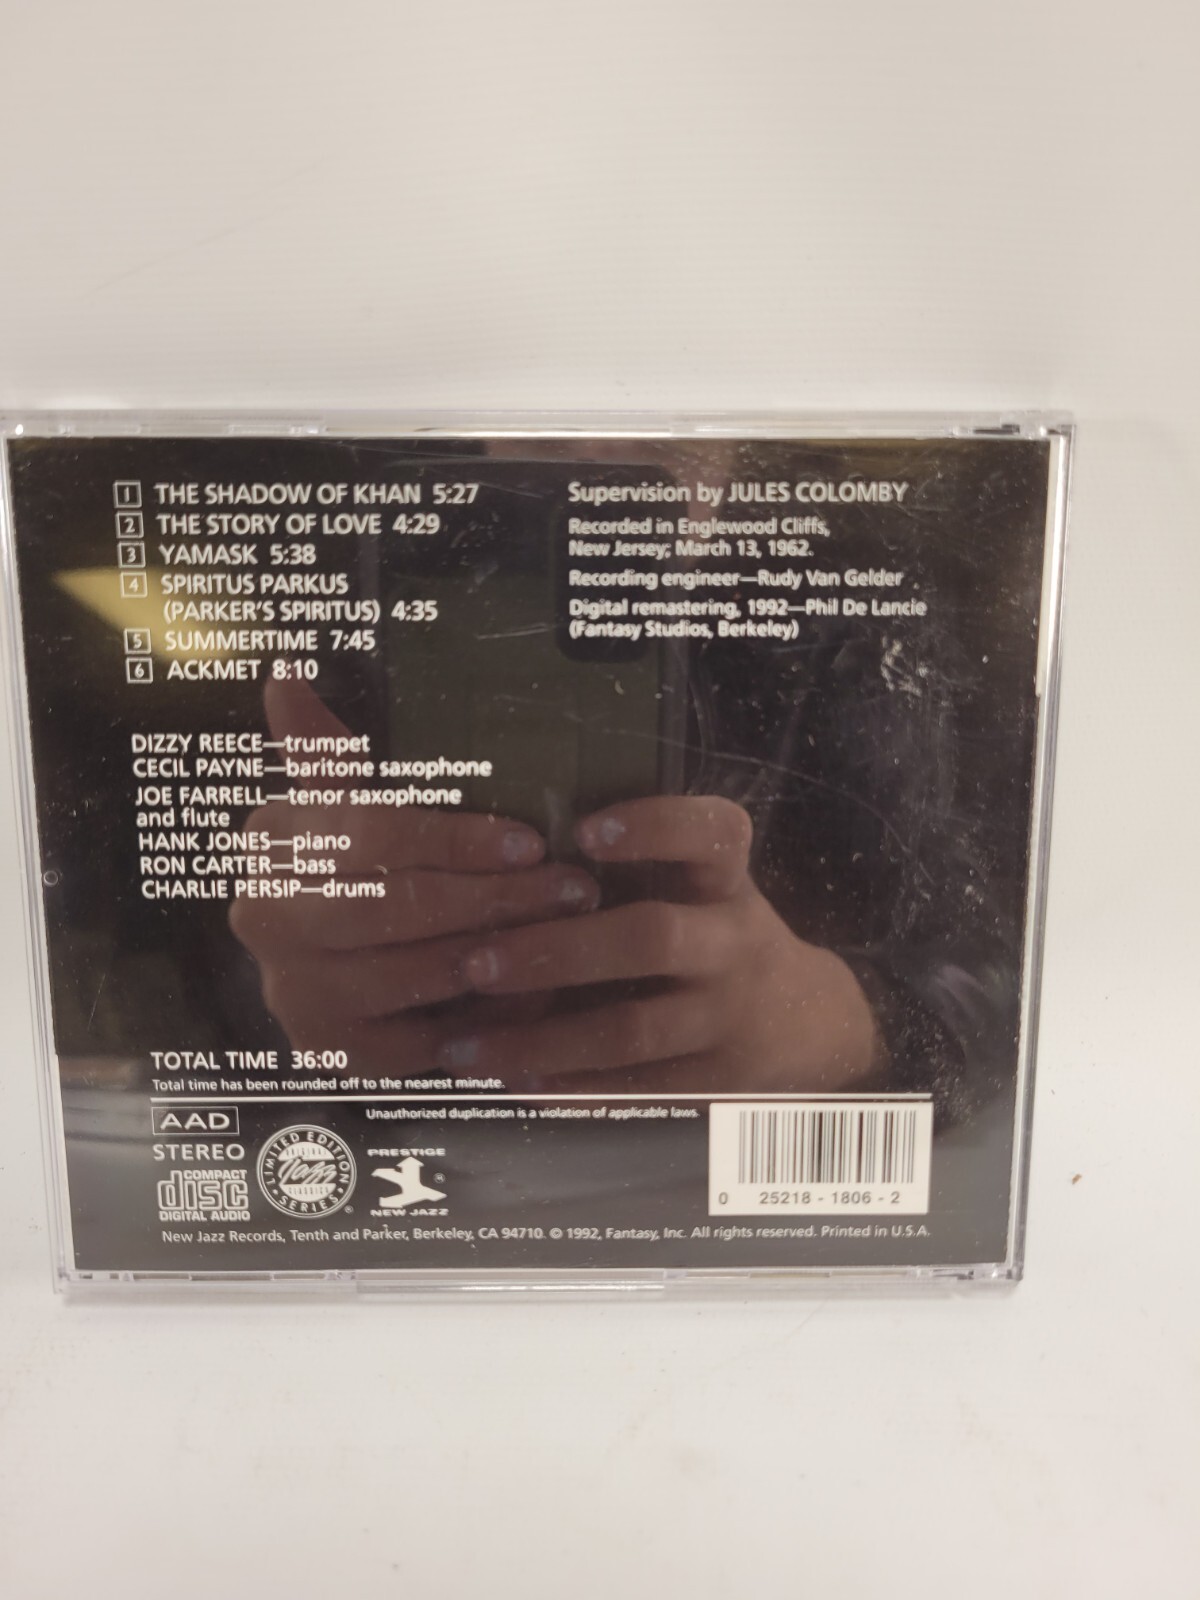 1 THE SHADOW OF KHAN 5:27
2 THE STORY OF LOVE 4:29
3 YAMASK 5:38
4 SPIRITUS PARKUS
(PARKER'S SPIRITUS) 4:35
5 SUMMERTIME 7:45
6 ACKMET 8:10
Supervision by JULES COLOMBY
Recorded in Englewood Cliffs,
New Jersey; March 13, 1962.
Recording engineer—Rudy Van Gelder
Digital remastering, 1992—Phil De Lancie
(Fantasy Studios, Berkeley)
DIZZY REECE—trumpet
CECIL PAYNE—baritone saxophone
JOE FARRELL—tenor saxophone
and flute
HANK JONES—piano
RON CARTER—bass
CHARLIE PERSIP—drums
TOTAL TIME 36:00
Total time has been rounded off to the nearest minute.
AAD
STEREO
COMPACT
disc
DIGITAL AUDIO
LIMITED EDITION
ORIGINAL
Jazz
CLASSICS
SERIES
®
PRESTIGE
®
NEW JAZZ
Unauthorized duplication is a violation of applicable laws.
0 25218 - 1806 - 2
New Jazz Records, Tenth and Parker, Berkeley, CA 94710. © 1992, Fantasy, Inc. All rights reserved. Printed in U.S.A.